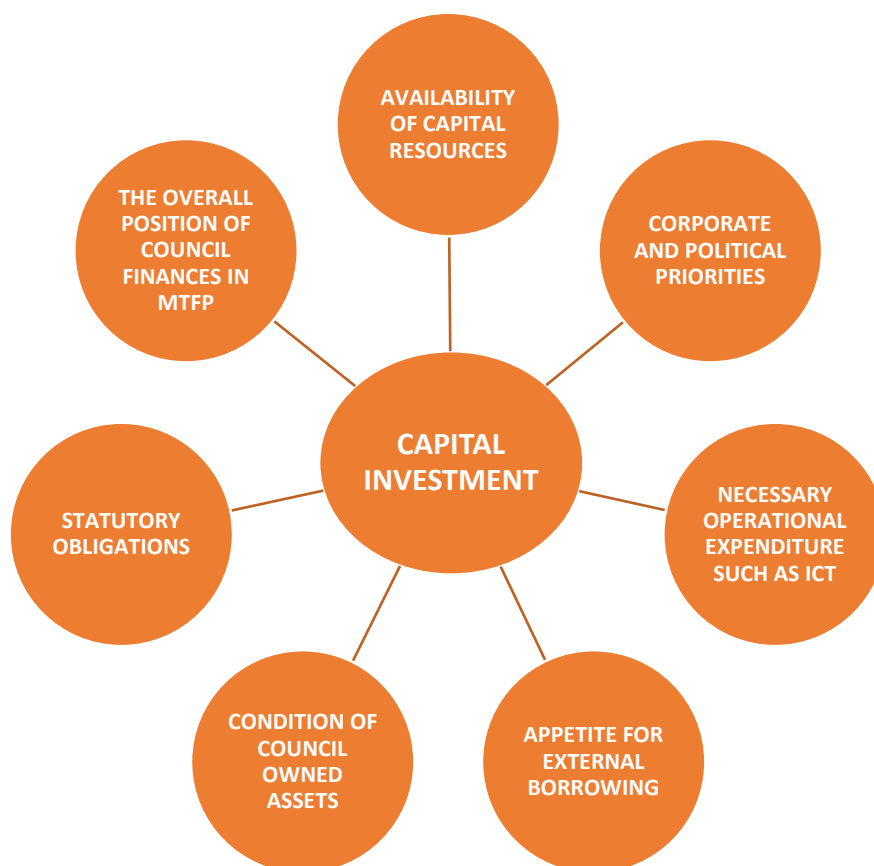 AVAILABILITY
OF CAPITAL
RESOURCES
THE OVERALL
POSITION OF
COUNCIL
FINANCES IN
MTFP
CORPORATE
AND POLITICAL
PRIORITIES
CAPITAL
INVESTMENT
STATUTORY
OBLIGATIONS
NECESSARY
OPERATIONAL
EXPENDITURE
SUCH AS ICT
CONDITION OF
COUNCIL
OWNED
ASSETS
APPETITE FOR
EXTERNAL
BORROWING